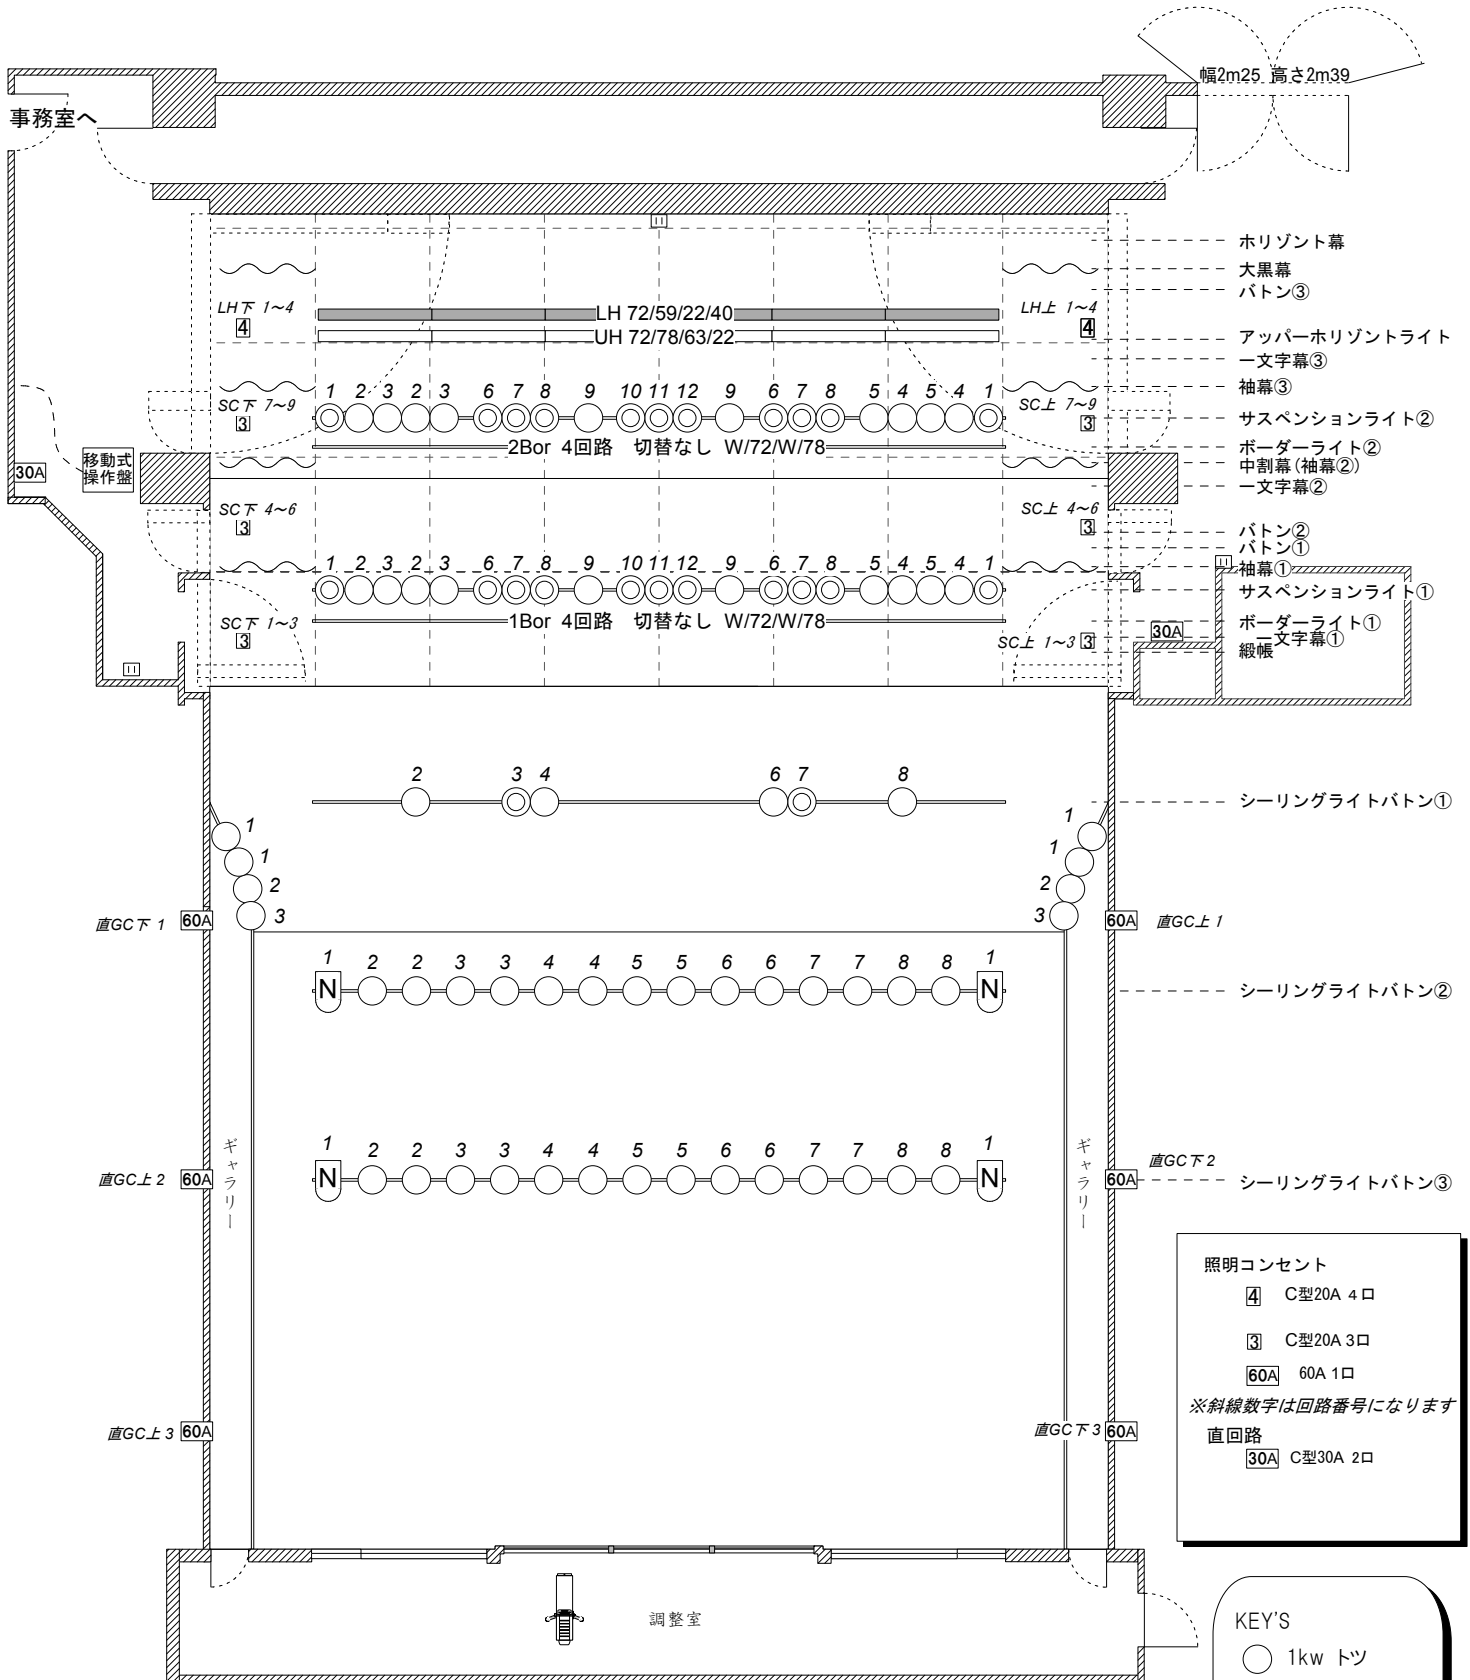 幅2m25 高さ2m39
事務室へ
ホリゾント幕
大黒幕
バトン③
LH下 1~4
4
LH 72/59/22/40
LH上 1~4
4
UH 72/78/63/22
アッパーホリゾントライト
一文字幕③
袖幕③
1 2 3 2 3 6 7 8 9 10 11 12 9 6 7 8 5 4 5 4 1
SC下 7~9
3
SC上 7~9
3
サスペンションライト②
2Bor 4回路 切替なし W/72/W/78
ボーダーライト②
中割幕(袖幕②)
一文字幕②
30A
移動式
操作盤
SC下 4~6
3
SC上 4~6
3
バトン②
バトン①
袖幕①
1 2 3 2 3 6 7 8 9 10 11 12 9 6 7 8 5 4 5 4 1
サスペンションライト①
1Bor 4回路 切替なし W/72/W/78
ボーダーライト①
一文字幕①
緞帳
SC下 1~3
3
SC上 1~3
3
30A
2 3 4 6 7 8
シーリングライトバトン①
1 1
1 1
2 2
3 3
直GC下 1
60A
60A
直GC上 1
1 2 2 3 3 4 4 5 5 6 6 7 7 8 8 1
N N
シーリングライトバトン②
ギャラリー
ギャラリー
1 2 2 3 3 4 4 5 5 6 6 7 7 8 8 1
N N
直GC上 2
60A
60A
直GC下 2
シーリングライトバトン③
直GC上 3
60A
直GC下 3
60A
照明コンセント
4 C型20A 4口
3 C型20A 3口
60A 60A 1口
※斜線数字は回路番号になります
直回路
30A C型30A 2口
調整室
KEY'S
1kw トツ